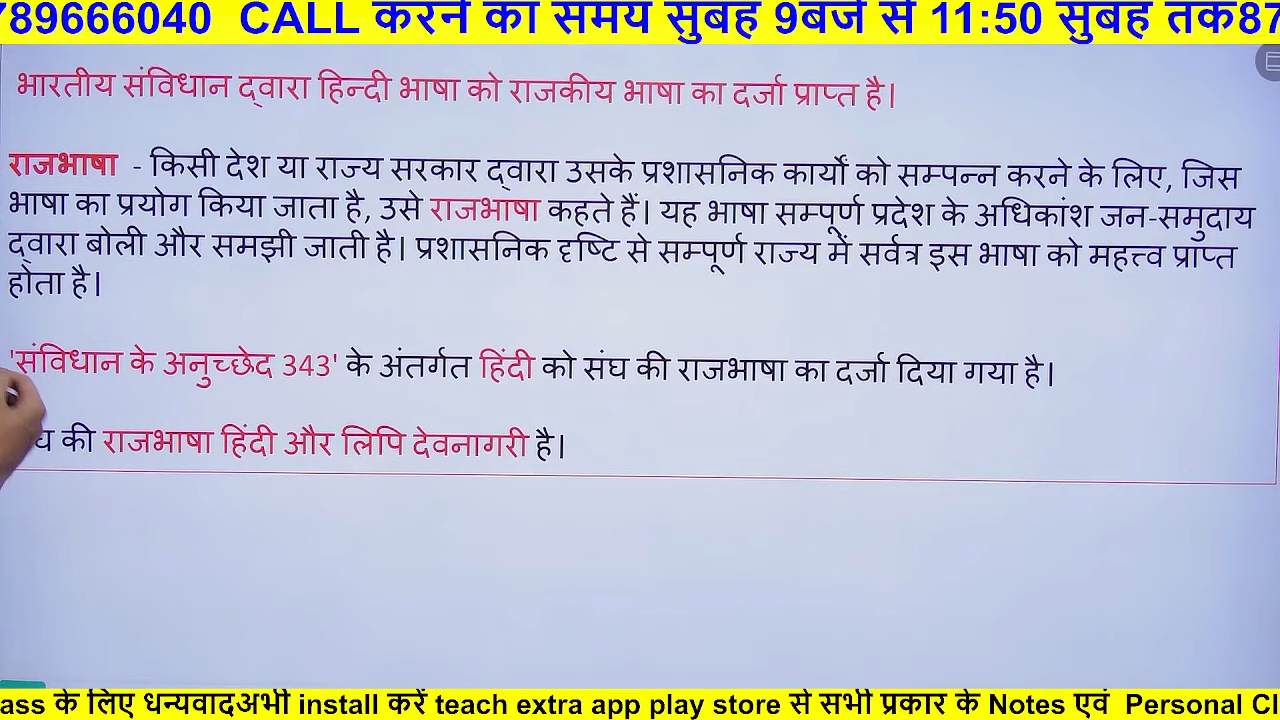 789666040 CALL करने का समय सुबह 9बजे से 11:50 सुबह तक87
भारतीय संविधान द्वारा हिन्दी भाषा को राजकीय भाषा का दर्जा प्राप्त है।
राजभाषा - किसी देश या राज्य सरकार द्वारा उसके प्रशासनिक कार्यों को सम्पन्न करने के लिए, जिस
भाषा का प्रयोग किया जाता है, उसे राजभाषा कहते हैं। यह भाषा सम्पूर्ण प्रदेश के अधिकांश जन-समुदाय
द्वारा बोली और समझी जाती है। प्रशासनिक दृष्टि से सम्पूर्ण राज्य में सर्वत्र इस भाषा को महत्त्व प्राप्त
होता है।
'संविधान के अनुच्छेद 343' के अंतर्गत हिंदी को संघ की राजभाषा का दर्जा दिया गया है।
की राजभाषा हिंदी और लिपि देवनागरी है।
ass के लिए धन्यवादअभी install करें teach extra app play store से सभी प्रकार के Notes एवं Personal Cl